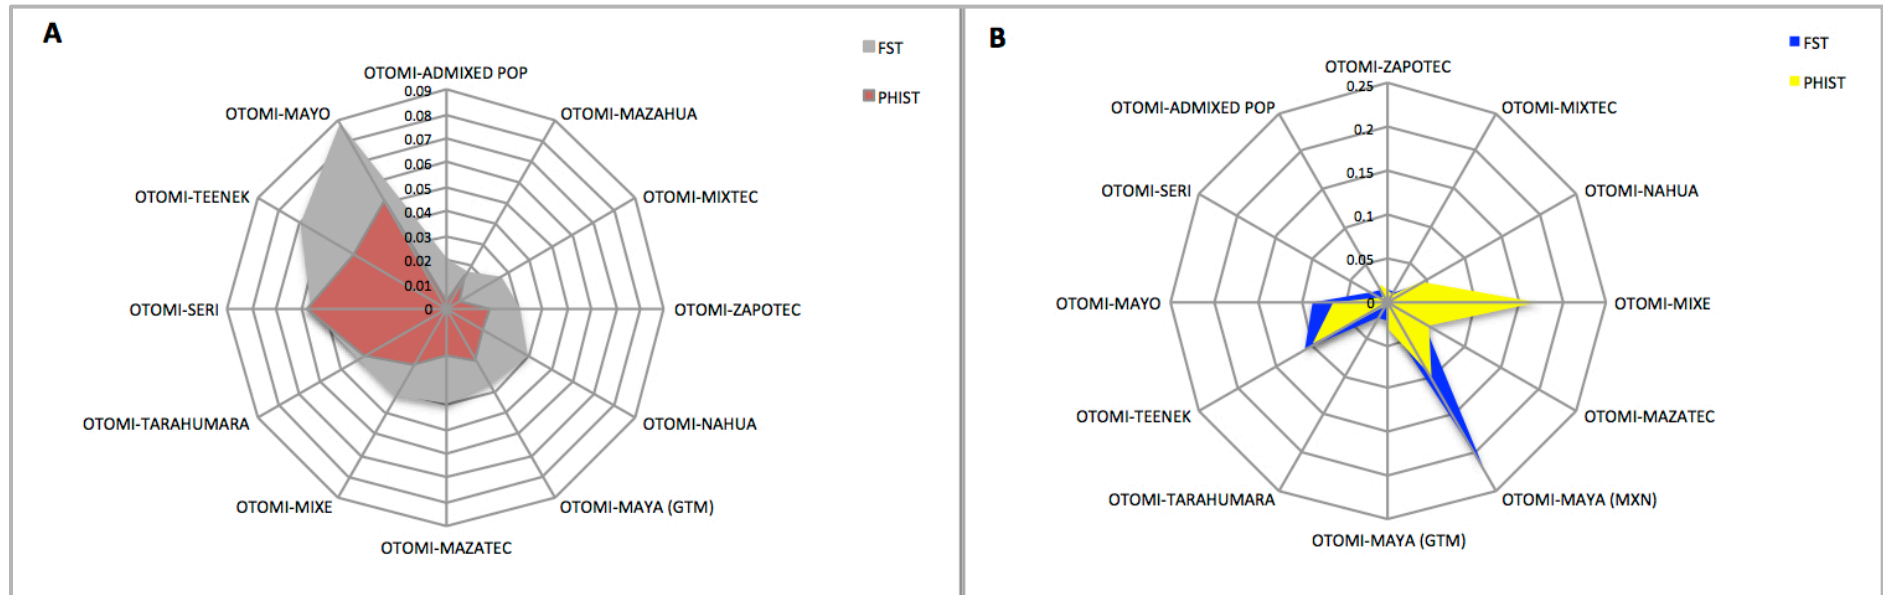 A
FST
PHIST
OTOMI-ADMIXED POP
OTOMI-MAZAHUA
OTOMI-MIXTEC
OTOMI-ZAPOTEC
OTOMI-NAHUA
OTOMI-MAYA (GTM)
OTOMI-MAZATEC
OTOMI-MIXE
OTOMI-TARAHUMARA
OTOMI-SERI
OTOMI-TEENEK
OTOMI-MAYO
0.09
0.08
0.07
0.06
0.05
0.04
0.03
0.02
0.01
0
B
FST
PHIST
OTOMI-ZAPOTEC
OTOMI-MIXTEC
OTOMI-NAHUA
OTOMI-MIXE
OTOMI-MAZATEC
OTOMI-MAYA (MXN)
OTOMI-MAYA (GTM)
OTOMI-TARAHUMARA
OTOMI-TEENEK
OTOMI-MAYO
OTOMI-SERI
OTOMI-ADMIXED POP
0.25
0.2
0.15
0.1
0.05
0